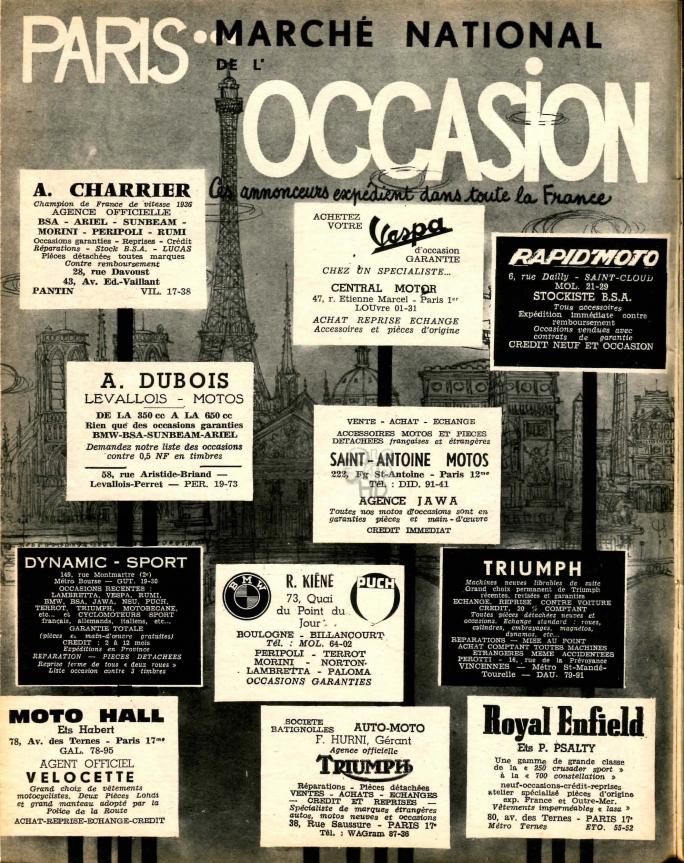 PARIS... MARCHÉ NATIONAL
DE L'
OCCASION
Ces annonceurs expédient dans toute la France
A. CHARRIER
Champion de France de vitesse 1936
AGENCE OFFICIELLE
BSA - ARIEL - SUNBEAM -
MORINI - PERIPOLI - RUMI
Occasions garanties - Reprises - Crédit
Réparations - Stock B.S.A. - LUCAS
Pièces détachées toutes marques
Contre remboursement
28, rue Davoust
43, Av. Ed.-Vaillant
PANTIN VIL. 17-38
ACHETEZ
VOTRE Vespa
d'occasion
GARANTIE
CHEZ UN SPECIALISTE...
CENTRAL MOTOR
47, r. Etienne Marcel - Paris 1er
LOUvre 01-31
ACHAT REPRISE ECHANGE
Accessoires et pièces d'origine
RAPID'MOTO
6, rue Dailly - SAINT-CLOUD
MOL. 21-29
STOCKISTE B.S.A.
Tous accessoires
Expédition immédiate contre
remboursement
Occasions vendues avec
contrats de garantie
CREDIT NEUF ET OCCASION
A. DUBOIS
LEVALLOIS - MOTOS
DE LA 350 cc A LA 650 cc
Rien que des occasions garanties
BMW-BSA-SUNBEAM-ARIEL
Demandez notre liste des occasions
contre 0,5 NF en timbres
58, rue Aristide-Briand —
Levallois-Perret — PER. 19-73
VENTE - ACHAT - ECHANGE
ACCESSOIRES MOTOS ET PIECES
DETACHEES françaises et étrangères
SAINT-ANTOINE MOTOS
222, Fg St-Antoine - Paris 12me
Tél : DID. 91-41
AGENCE JAWA
Toutes nos motos d'occasions sont en
garanties pièces et main-d'œuvre
CREDIT IMMEDIAT
DYNAMIC - SPORT
149, rue Montmartre (2e)
Métro Bourse — GUT. 19-30
OCCASIONS RECENTES :
LAMBRETTA, VESPA, RUMI,
BMW, BSA, JAWA, NSU, PUCH,
TERROT, TRIUMPH, MOTOBECANE,
etc... et CYCLOMOTEURS SPORT
français, allemands, italiens, etc...
GARANTIE TOTALE
(pièces et main-d'œuvre gratuites)
CREDIT : 2 à 12 mois
Expéditions en Province
REPARATION — PIECES DETACHEES
Reprise ferme de tous « deux roues »
Liste occasion contre 3 timbres
BMW
R. KIÉNÉ
PUCH
73, Quai
du Point du
Jour
BOULOGNE - BILLANCOURT
Tél. : MOL. 64-02
PERIPOLI - TERROT
MORINI - NORTON
LAMBRETTA - PALOMA
OCCASIONS GARANTIES
TRIUMPH
Machines neuves librables de suite
Grand choix permanent de Triumph
récentes, revisées et garanties
ECHANGE, REPRISE CONTRE VOITURE
CREDIT, 20 % COMPTANT
Toutes pièces détachées neuves et
occasions. Echange standard : roues,
cylindres, embrayages, magnétos,
dynamos, etc...
REPARATIONS — MISE AU POINT
ACHAT COMPTANT TOUTES MACHINES
ETRANGERES MEME ACCIDENTEES
PEROTTI - 16, rue de la Prévoyance
VINCENNES — Métro St-Mandé-
Tourelle — DAU. 79-91
MOTO HALL
Ets Habert
78, Av. des Ternes - Paris 17me
GAL. 78-95
AGENT OFFICIEL
VELOCETTE
Grand choix de vêtements
motocyclistes, Deux Pièces Londi
et grand manteau adopté par la
Police de la Route
ACHAT-REPRISE-ECHANGE-CREDIT
SOCIETE
BATIGNOLLES AUTO-MOTO
F. HURNI, Gérant
Agence officielle
TRIUMPH
Réparations - Pièces détachées
VENTES - ACHATS - ECHANGES
— CREDIT ET REPRISES —
Spécialiste de marques étrangères
autos, motos neuves et occasions
38, Rue Saussure - PARIS 17e
Tél. : WAGram 87-36
Royal Enfield
Ets P. PSALTY
Une gamme de grande classe
de la « 250 crusader sport »
à la « 700 constellation »
neuf-occasions-crédit-reprises
atelier spécialisé pièces d'origine
exp. France et Outre-Mer.
Vêtements imperméables « lasa »
80, av. des Ternes - PARIS 17e
Métro Ternes ETO. 55-52